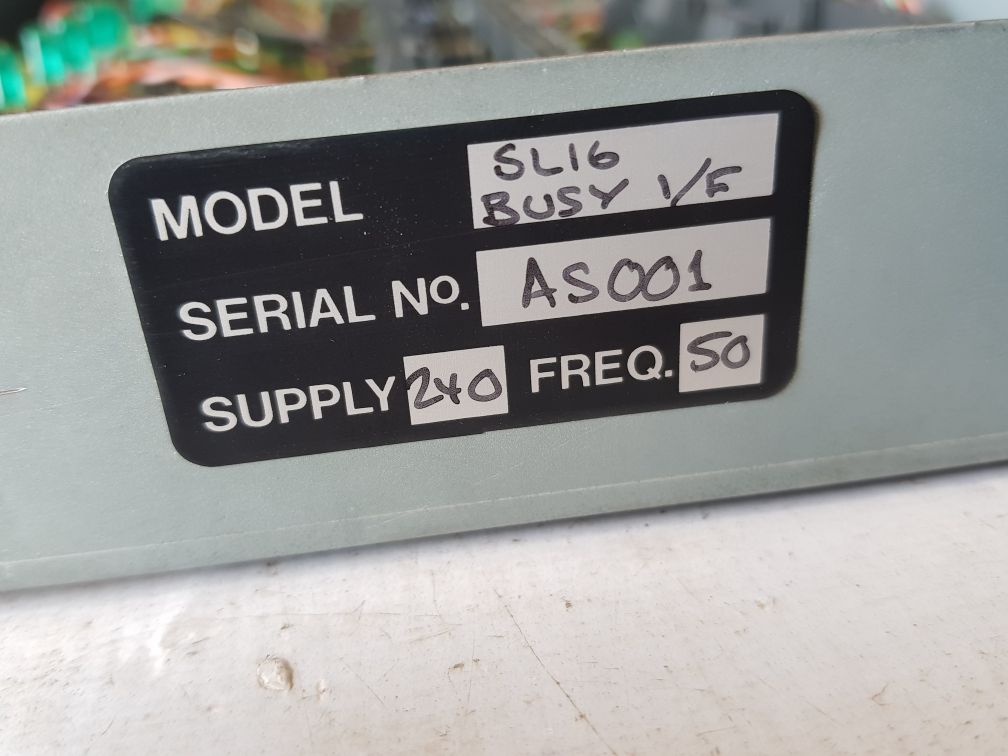 MODEL SL16
BUSY I/F
SERIAL No. AS001
SUPPLY 240 FREQ. 50